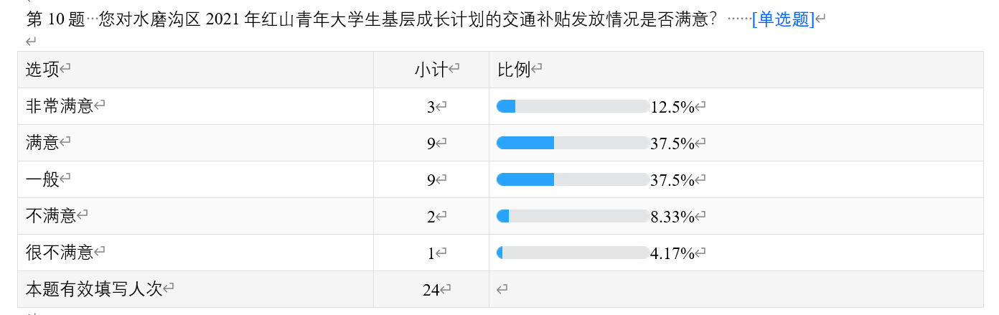 第 10 题···您对水磨沟区 2021 年红山青年大学生基层成长计划的交通补贴发放情况是否满意？ ······[单选题]↵
↵
选项↵ 小计↵ 比例↵
非常满意↵ 3↵ 12.5%↵
满意↵ 9↵ 37.5%↵
一般↵ 9↵ 37.5%↵
不满意↵ 2↵ 8.33%↵
很不满意↵ 1↵ 4.17%↵
本题有效填写人次↵ 24↵ ↵